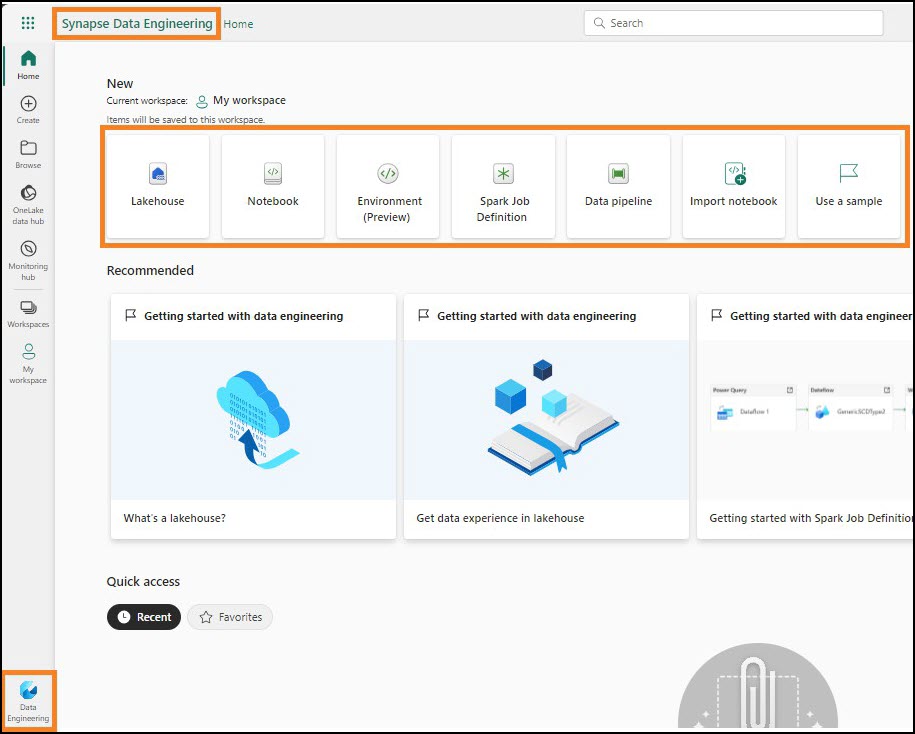 Synapse Data Engineering Home
Search
Home
Create
Browse
OneLake
data hub
Monitoring
hub
Workspaces
My
workspace
Data
Engineering
New
Current workspace: My workspace
Items will be saved to this workspace.
Lakehouse
Notebook
Environment
(Preview)
Spark Job
Definition
Data pipeline
Import notebook
Use a sample
Recommended
Getting started with data engineering
What's a lakehouse?
Getting started with data engineering
Get data experience in lakehouse
Getting started with data engineer
Power Query
Dataflow 1
Dataflow
GenericSCDType2
Getting started with Spark Job Definition
Quick access
Recent
Favorites